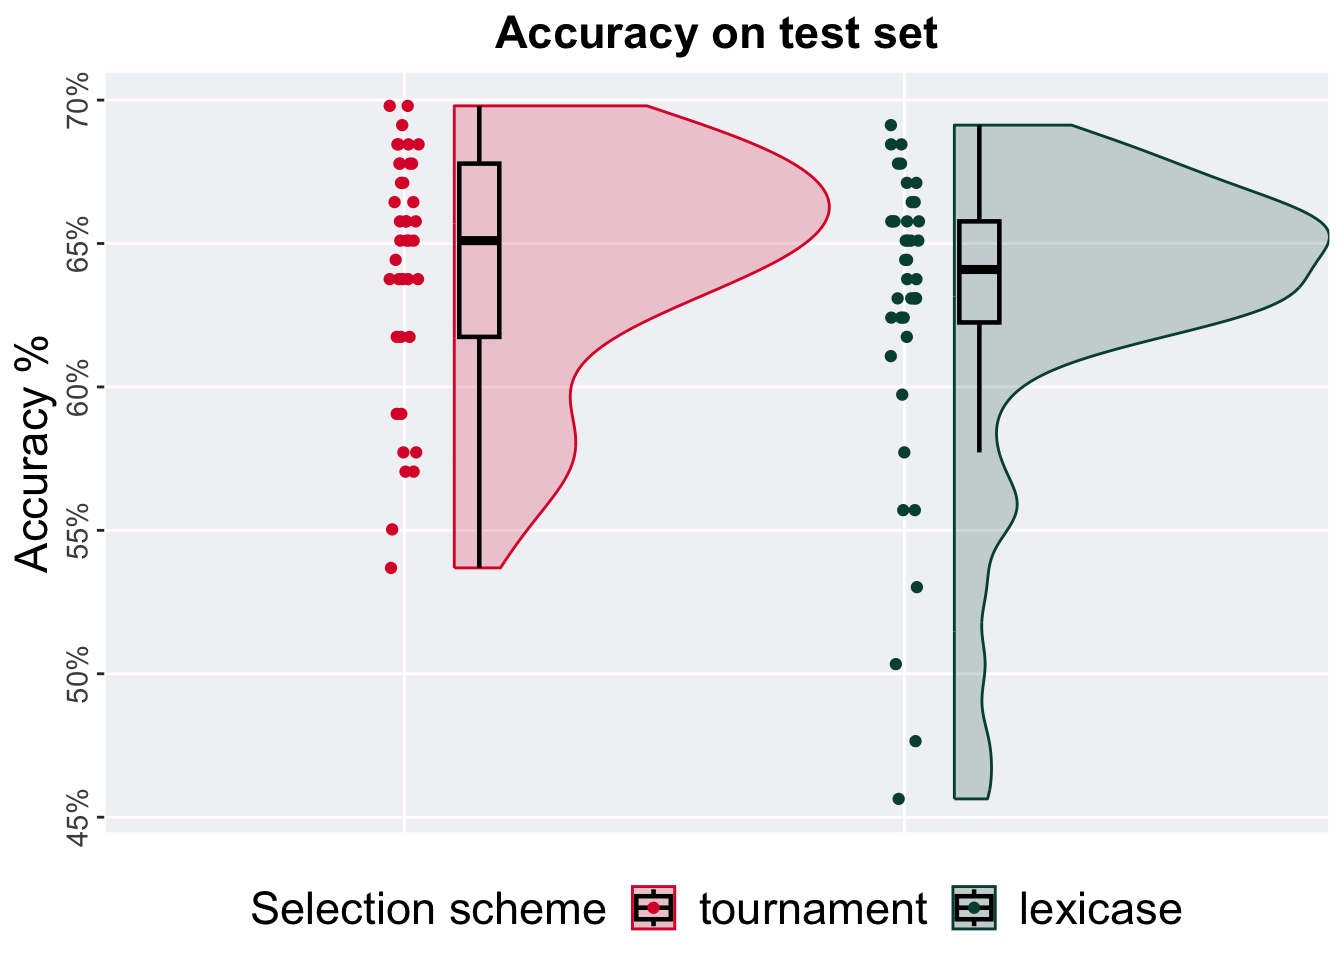 Accuracy on test set
Accuracy %
70%
65%
60%
55%
50%
45%
Selection scheme tournament lexicase